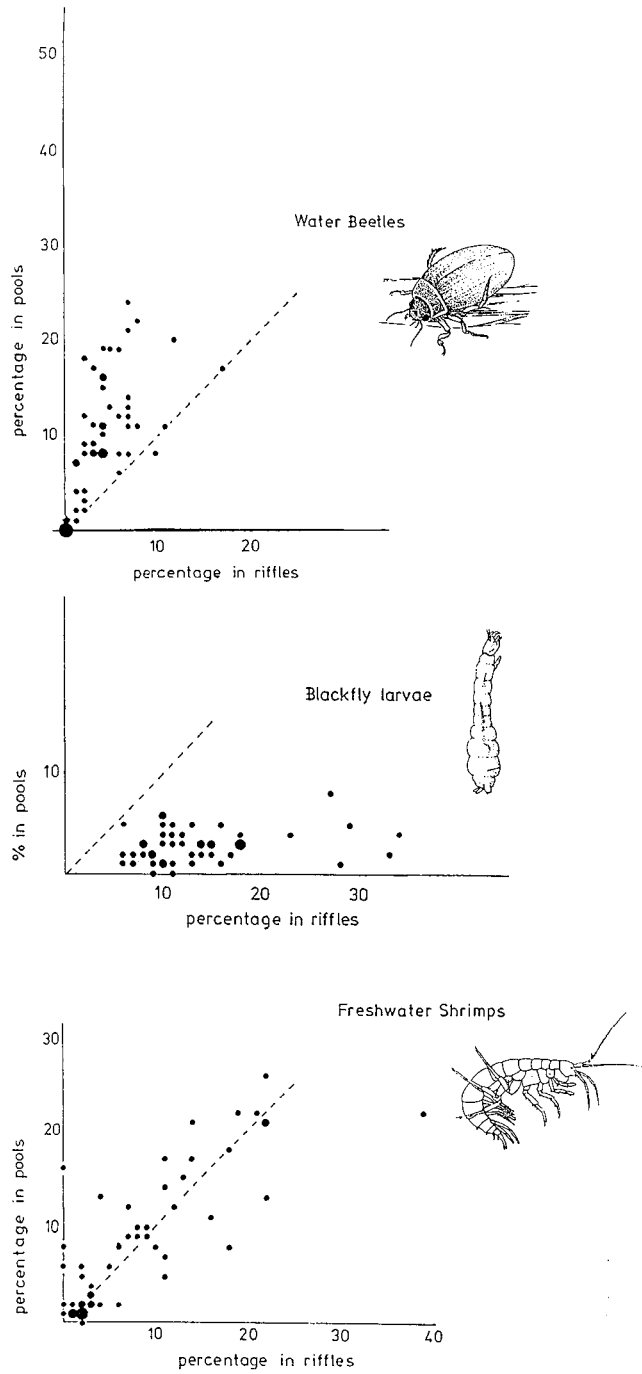 50
40
Water Beetles
30
percentage in pools
20
10
10 20
percentage in riffles
Blackfly larvae
10
% in pools
10 20 30
percentage in riffles
Freshwater Shrimps
30
20
percentage in pools
10
10 20 30 40
percentage in riffles